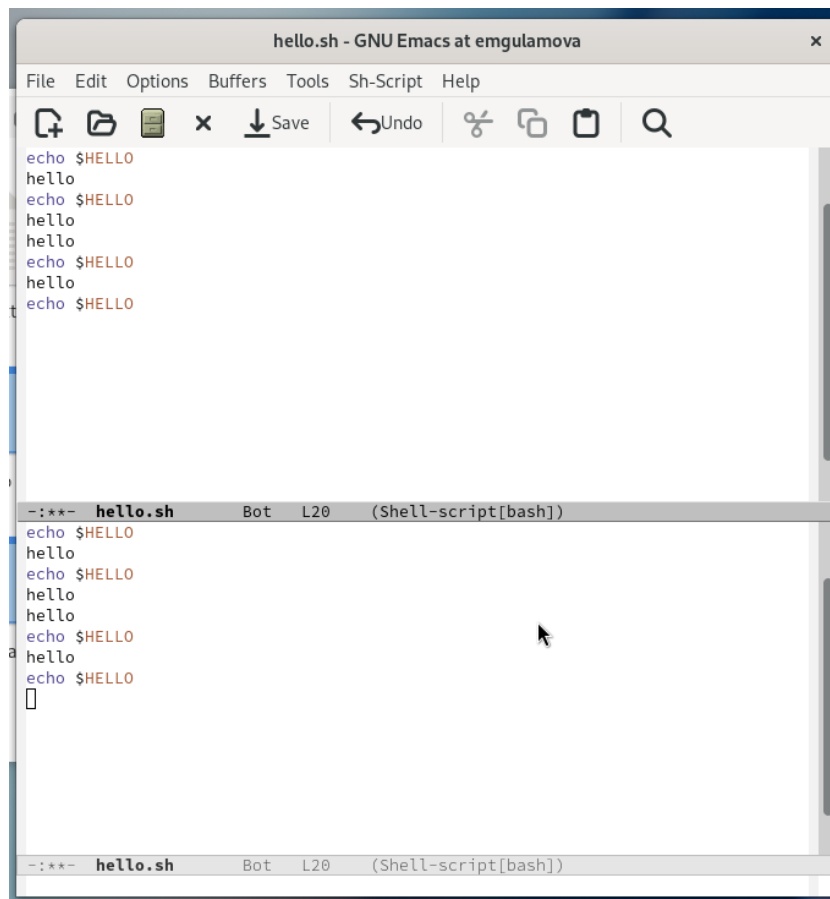 hello.sh - GNU Emacs at emgulamova ×
File Edit Options Buffers Tools Sh-Script Help
Save Undo
echo $HELLO
hello
echo $HELLO
hello
hello
echo $HELLO
hello
echo $HELLO
-:**- hello.sh Bot L20 (Shell-script[bash])
echo $HELLO
hello
echo $HELLO
hello
hello
echo $HELLO
hello
echo $HELLO
-:**- hello.sh Bot L20 (Shell-script[bash])